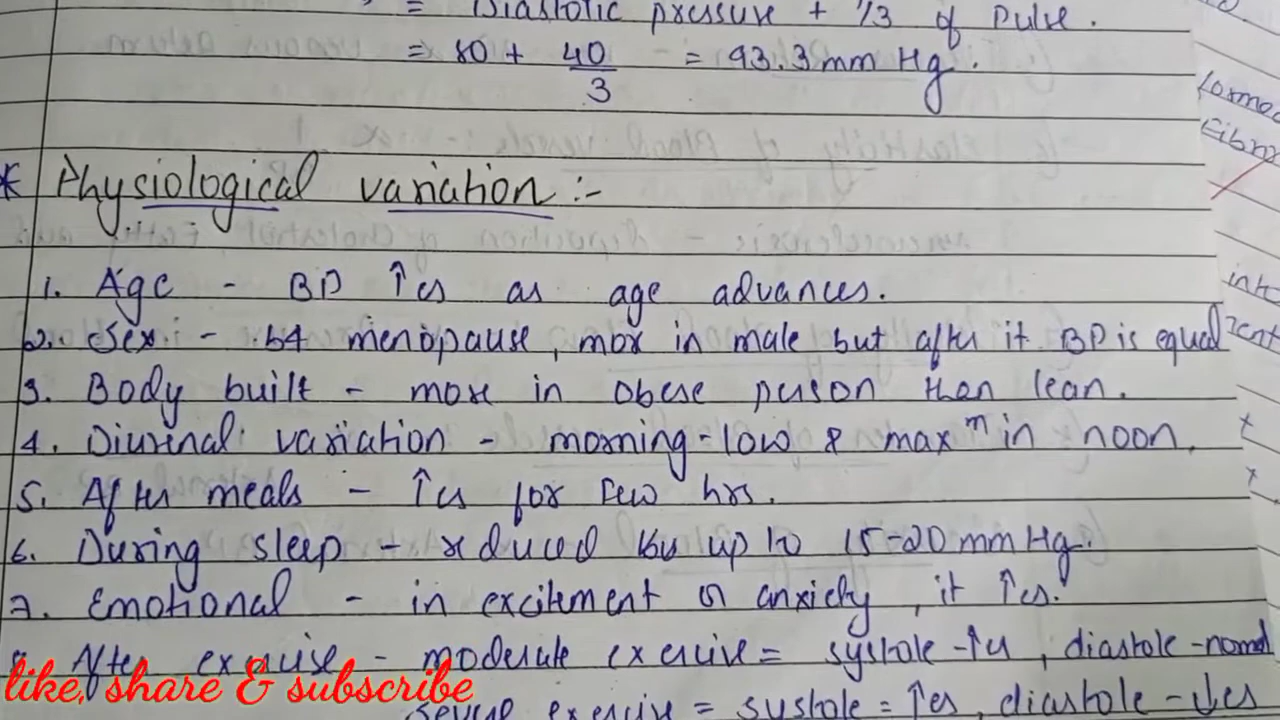 = Diastolic pressure + 1/3 of Pulse.
= 80 + 40/3 = 93.3 mm Hg.
* Physiological variation :-
1. Age - BP ↑es as age advances.
2. Sex - b4 menopause, mor in male but after it BP is equal
3. Body built - more in obese person then lean.
4. Diurinal variation - morning-low & maxᵐ in noon.
5. After meals - ↑es for Few hrs.
6. During sleep - reduced by up to 15-20 mm Hg.
7. Emotional - in excitement or anxiety, it ↑es.
8. After exercise - moderate exercise = systole -↑es, diastole -normal
severe exercise = systole = ↑es, diastole -↓es
like, share & subscribe